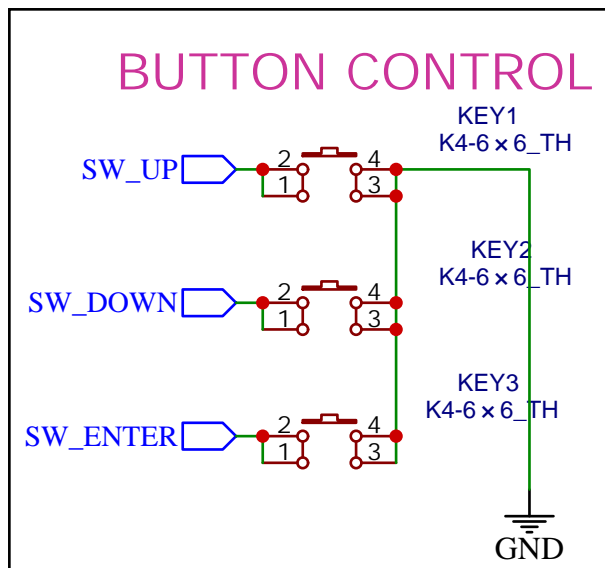 BUTTON CONTROL
KEY1
K4-6×6_TH
SW_UP
2
4
1
3
KEY2
K4-6×6_TH
SW_DOWN
2
4
1
3
KEY3
K4-6×6_TH
SW_ENTER
2
4
1
3
GND